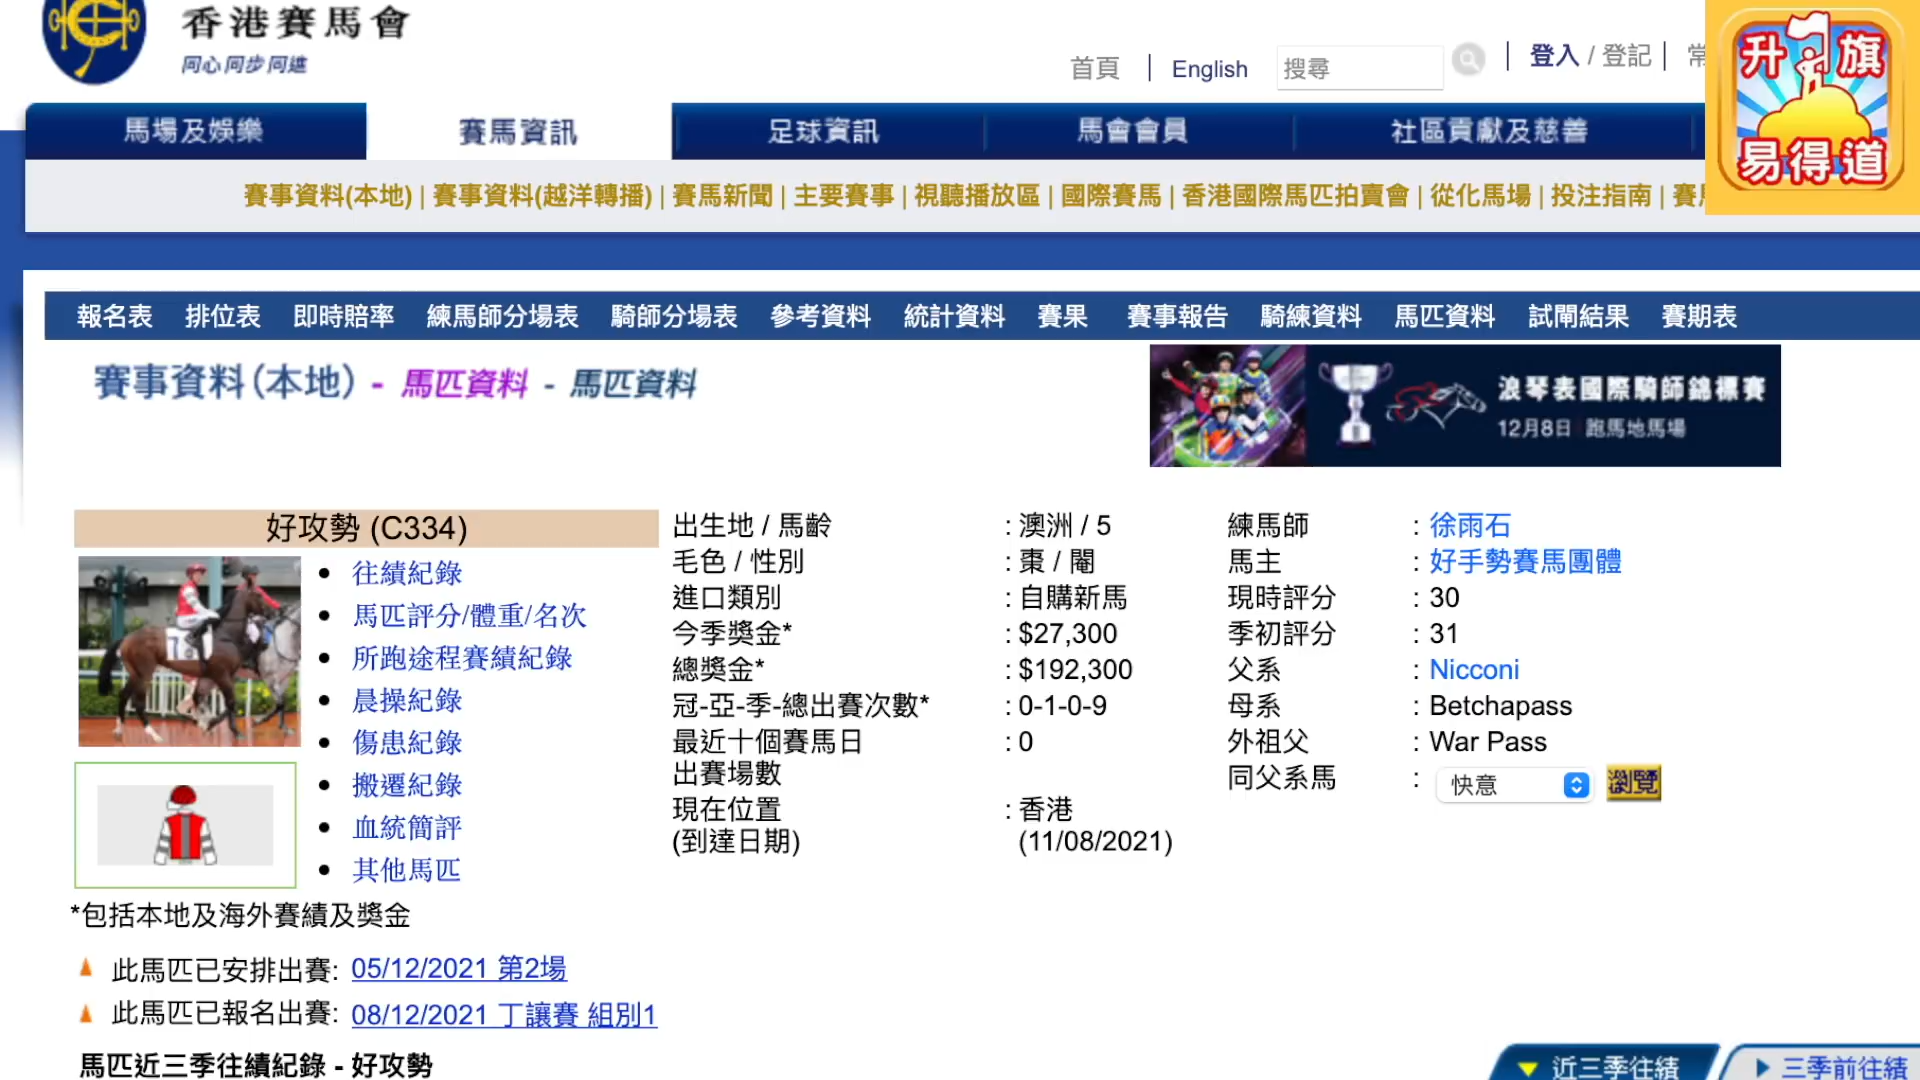 香港賽馬會
同心同步同進
首頁 | English 搜尋 | 登入 / 登記 | 常
升旗
易得道
馬場及娛樂 賽馬資訊 足球資訊 馬會會員 社區貢獻及慈善
賽事資料(本地) | 賽事資料(越洋轉播) | 賽馬新聞 | 主要賽事 | 視聽播放區 | 國際賽馬 | 香港國際馬匹拍賣會 | 從化馬場 | 投注指南 | 賽
報名表 排位表 即時賠率 練馬師分場表 騎師分場表 參考資料 統計資料 賽果 賽事報告 騎練資料 馬匹資料 試閘結果 賽期表
賽事資料(本地) - 馬匹資料 - 馬匹資料
浪琴表國際騎師錦標賽
12月8日 跑馬地馬場
好攻勢 (C334)
往績紀錄
馬匹評分/體重/名次
所跑途程賽績紀錄
晨操紀錄
傷患紀錄
搬遷紀錄
血統簡評
其他馬匹
出生地 / 馬齡 : 澳洲 / 5
毛色 / 性別 : 棗 / 閹
進口類別 : 自購新馬
今季獎金* : $27,300
總獎金* : $192,300
冠-亞-季-總出賽次數* : 0-1-0-9
最近十個賽馬日 : 0
出賽場數
現在位置 : 香港
(到達日期) (11/08/2021)
練馬師 : 徐雨石
馬主 : 好手勢賽馬團體
現時評分 : 30
季初評分 : 31
父系 : Nicconi
母系 : Betchapass
外祖父 : War Pass
同父系馬 : 快意 瀏覽
*包括本地及海外賽績及獎金
此馬匹已安排出賽: 05/12/2021 第2場
此馬匹已報名出賽: 08/12/2021 丁讓賽 組別1
馬匹近三季往績紀錄 - 好攻勢
近三季往績 三季前往績